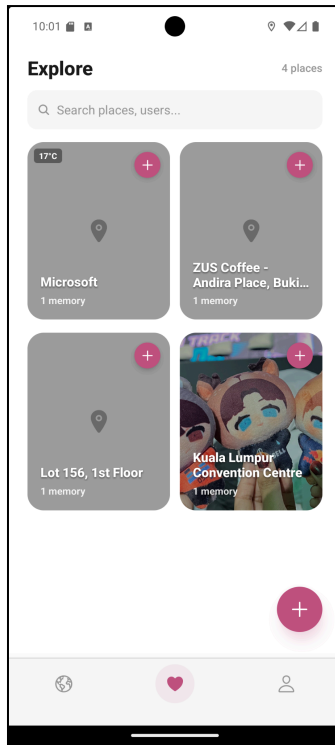 10:01
Explore
4 places
Search places, users...
17°C
Microsoft
1 memory
ZUS Coffee -
Andira Place, Buki...
1 memory
Lot 156, 1st Floor
1 memory
TRACK
Kuala Lumpur
Convention Centre
1 memory